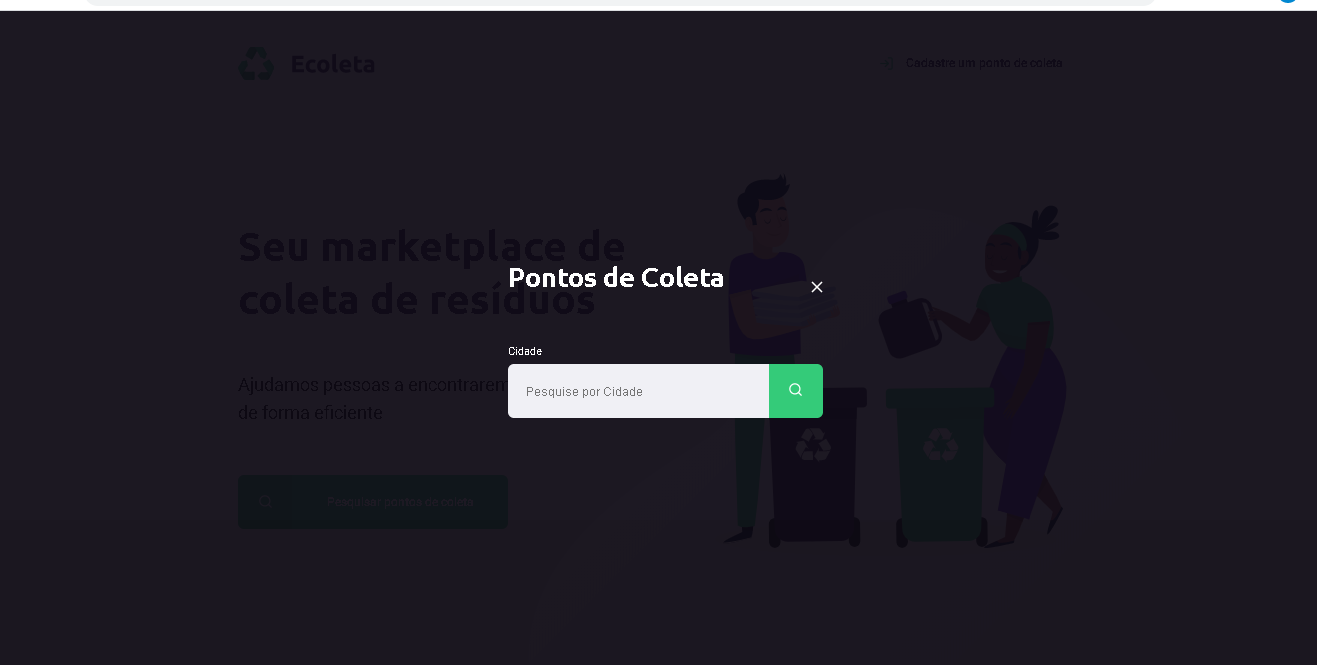 Ecoleta
Cadastre um ponto de coleta
Seu marketplace de
coleta de resíduos
Pontos de Coleta
Ajudamos pessoas a encontrarem
de forma eficiente
Cidade
Pesquise por Cidade
Pesquisar pontos de coleta